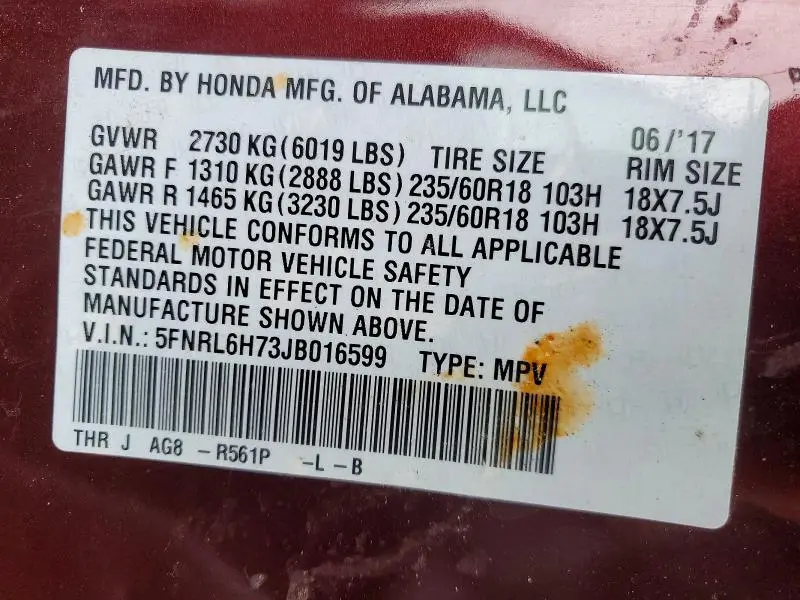 MFD. BY HONDA MFG. OF ALABAMA, LLC
06/'17
GVWR 2730 KG(6019 LBS) TIRE SIZE RIM SIZE
GAWR F 1310 KG(2888 LBS) 235/60R18 103H 18X7.5J
GAWR R 1465 KG(3230 LBS) 235/60R18 103H 18X7.5J
THIS VEHICLE CONFORMS TO ALL APPLICABLE
FEDERAL MOTOR VEHICLE SAFETY
STANDARDS IN EFFECT ON THE DATE OF
MANUFACTURE SHOWN ABOVE.
V.I.N.: 5FNRL6H73JB016599 TYPE: MPV
THR J AG8 - R561P -L-B